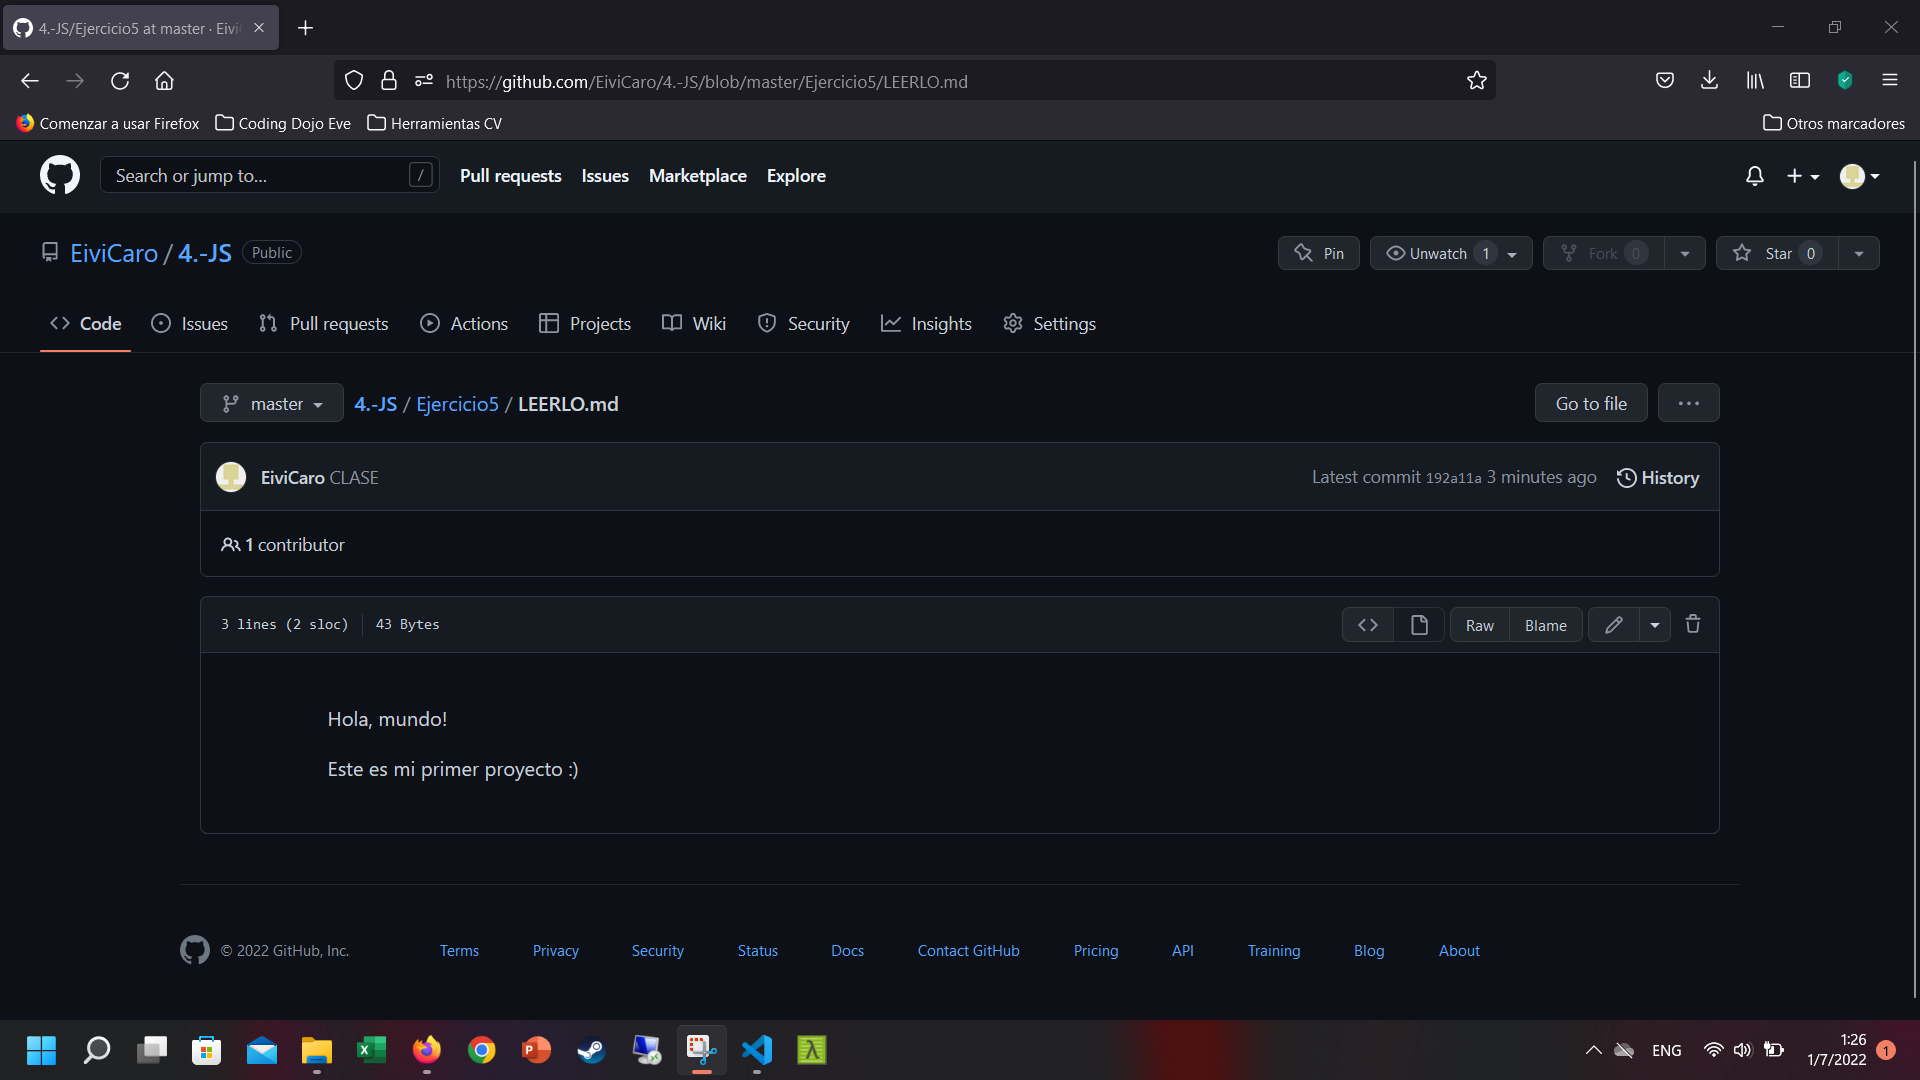 4.-JS/Ejercicio5 at master · Eivi
https://github.com/EiviCaro/4.-JS/blob/master/Ejercicio5/LEERLO.md
Comenzar a usar Firefox Coding Dojo Eve Herramientas CV Otros marcadores
Search or jump to... / Pull requests Issues Marketplace Explore
EiviCaro / 4.-JS Public Pin Unwatch 1 Fork 0 Star 0
Code Issues Pull requests Actions Projects Wiki Security Insights Settings
master 4.-JS / Ejercicio5 / LEERLO.md Go to file ...
EiviCaro CLASE Latest commit 192a11a 3 minutes ago History
1 contributor
3 lines (2 sloc) 43 Bytes Raw Blame
Hola, mundo!
Este es mi primer proyecto :)
© 2022 GitHub, Inc. Terms Privacy Security Status Docs Contact GitHub Pricing API Training Blog About
ENG 1:26
1/7/2022 1